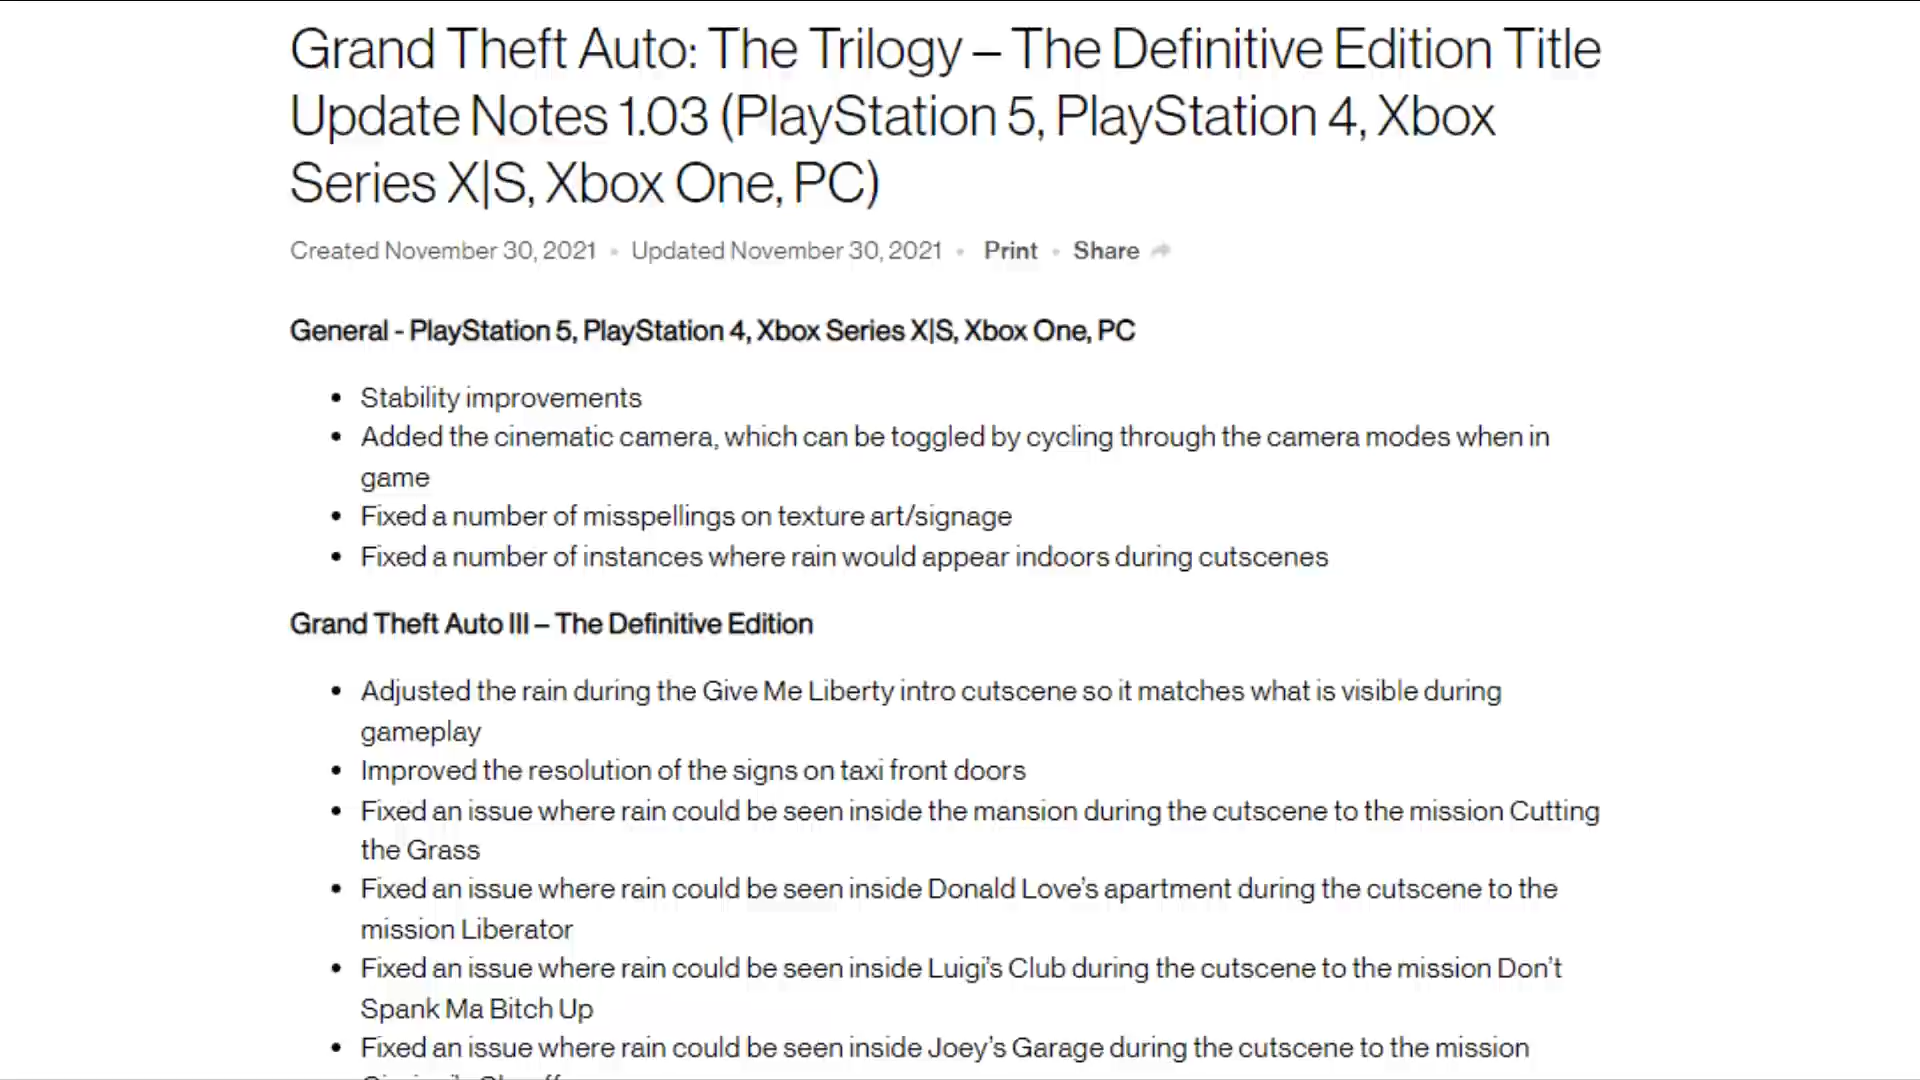 Grand Theft Auto: The Trilogy – The Definitive Edition Title
Update Notes 1.03 (PlayStation 5, PlayStation 4, Xbox
Series X|S, Xbox One, PC)
Created November 30, 2021 • Updated November 30, 2021 • Print • Share
General - PlayStation 5, PlayStation 4, Xbox Series X|S, Xbox One, PC
• Stability improvements
• Added the cinematic camera, which can be toggled by cycling through the camera modes when in
game
• Fixed a number of misspellings on texture art/signage
• Fixed a number of instances where rain would appear indoors during cutscenes
Grand Theft Auto III – The Definitive Edition
• Adjusted the rain during the Give Me Liberty intro cutscene so it matches what is visible during
gameplay
• Improved the resolution of the signs on taxi front doors
• Fixed an issue where rain could be seen inside the mansion during the cutscene to the mission Cutting
the Grass
• Fixed an issue where rain could be seen inside Donald Love’s apartment during the cutscene to the
mission Liberator
• Fixed an issue where rain could be seen inside Luigi’s Club during the cutscene to the mission Don’t
Spank Ma Bitch Up
• Fixed an issue where rain could be seen inside Joey’s Garage during the cutscene to the mission